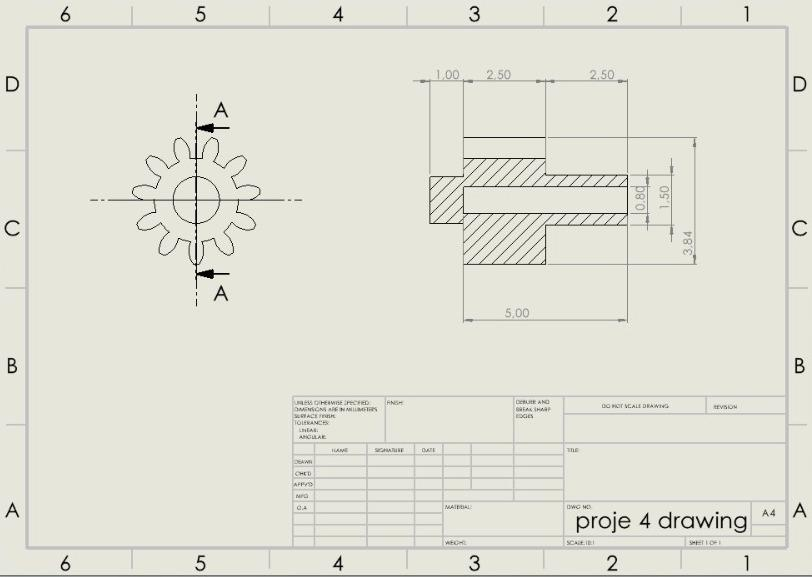 6 5 4 3 2 1
D D
A
1,00 2,50 2,50
C C
0,80 1,50
3,84
A
5,00
B B
UNLESS OTHERWISE SPECIFIED:
DIMENSIONS ARE IN MILLIMETERS
SURFACE FINISH:
TOLERANCES:
LINEAR:
ANGULAR:
FINISH:
DEBURR AND
BREAK SHARP
EDGES
DO NOT SCALE DRAWING
REVISION
NAME SIGNATURE DATE
TITLE:
DRAWN
CHK'D
APPV'D
MFG
Q.A
MATERIAL:
DWG NO.
proje 4 drawing
A4
A A
WEIGHT:
SCALE:10:1
SHEET 1 OF 1
6 5 4 3 2 1